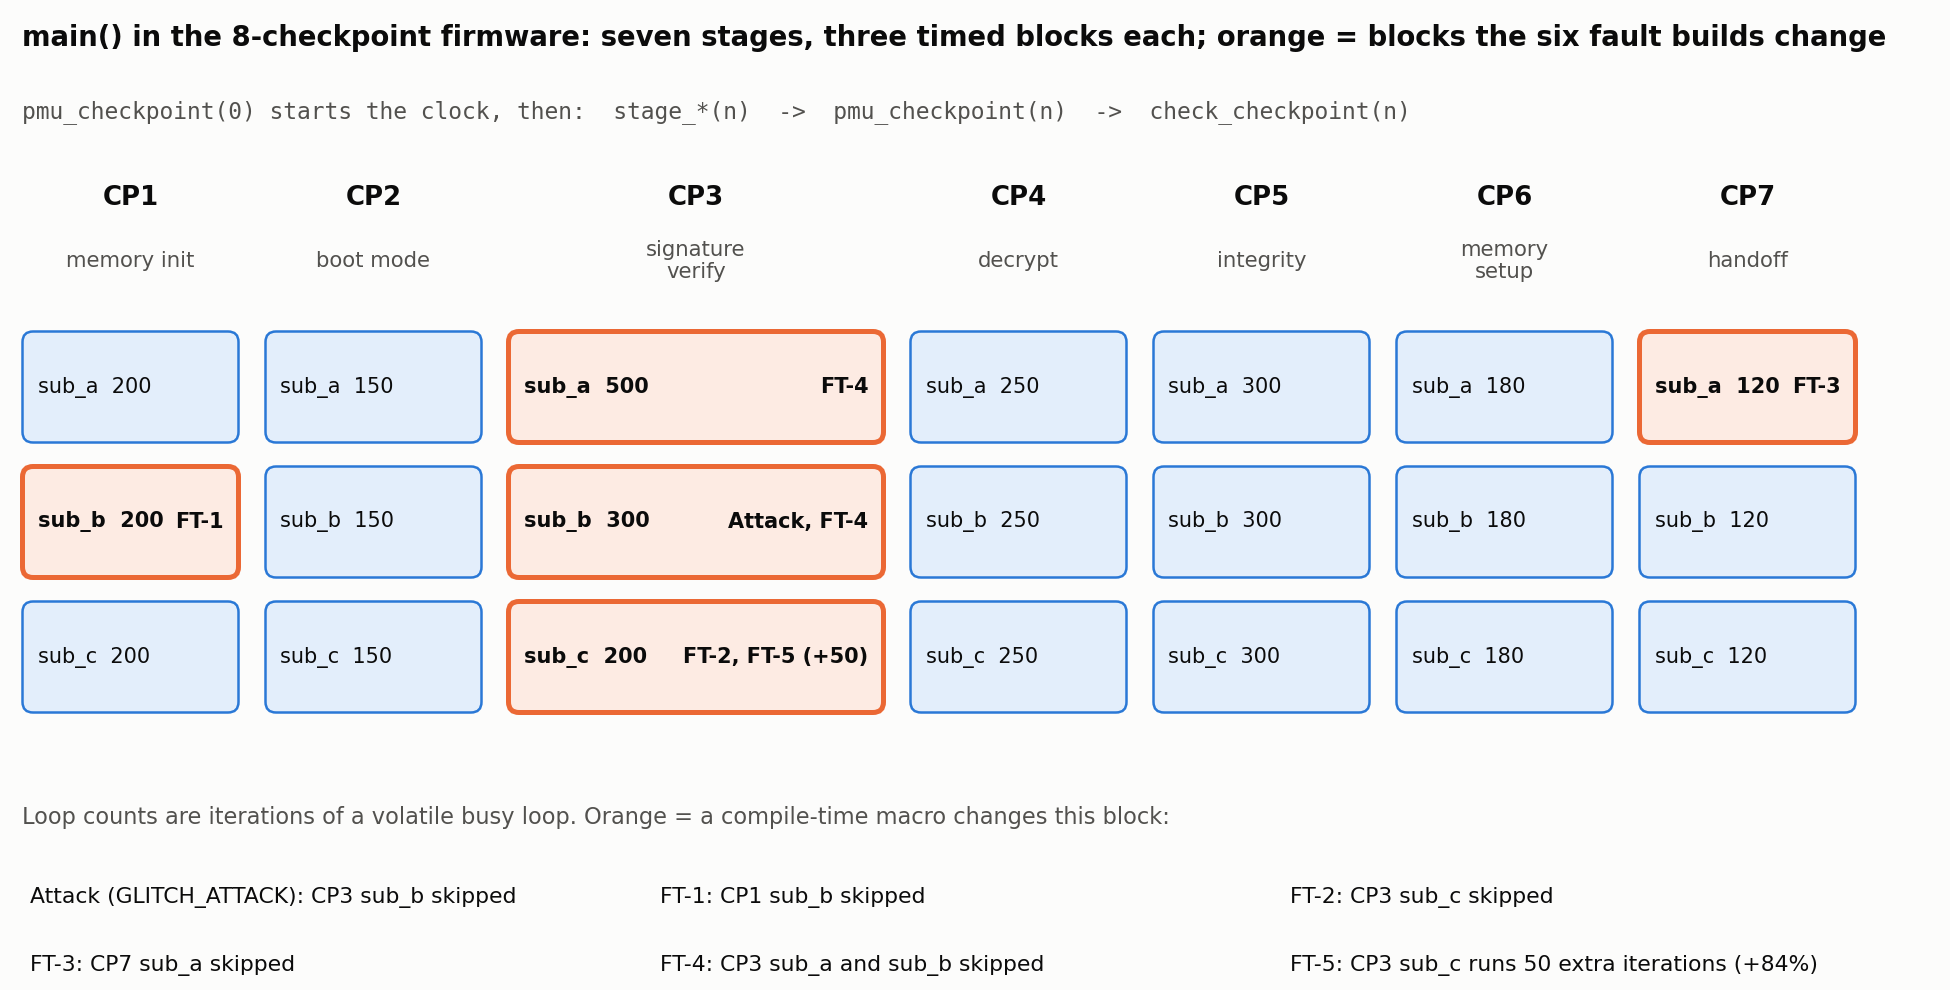 main() in the 8-checkpoint firmware: seven stages, three timed blocks each; orange = blocks the six fault builds change
pmu_checkpoint(0) starts the clock, then:  stage_*(n)  ->  pmu_checkpoint(n)  ->  check_checkpoint(n)
CP1 CP2 CP3 CP4 CP5 CP6 CP7
memory init
boot mode
signature
verify
decrypt
integrity
memory
setup
handoff
sub_a 200
sub_a 150
sub_a 500 FT-4
sub_a 250
sub_a 300
sub_a 180
sub_a 120 FT-3
sub_b 200 FT-1
sub_b 150
sub_b 300 Attack, FT-4
sub_b 250
sub_b 300
sub_b 180
sub_b 120
sub_c 200
sub_c 150
sub_c 200 FT-2, FT-5 (+50)
sub_c 250
sub_c 300
sub_c 180
sub_c 120
Loop counts are iterations of a volatile busy loop. Orange = a compile-time macro changes this block:
Attack (GLITCH_ATTACK): CP3 sub_b skipped
FT-1: CP1 sub_b skipped
FT-2: CP3 sub_c skipped
FT-3: CP7 sub_a skipped
FT-4: CP3 sub_a and sub_b skipped
FT-5: CP3 sub_c runs 50 extra iterations (+84%)